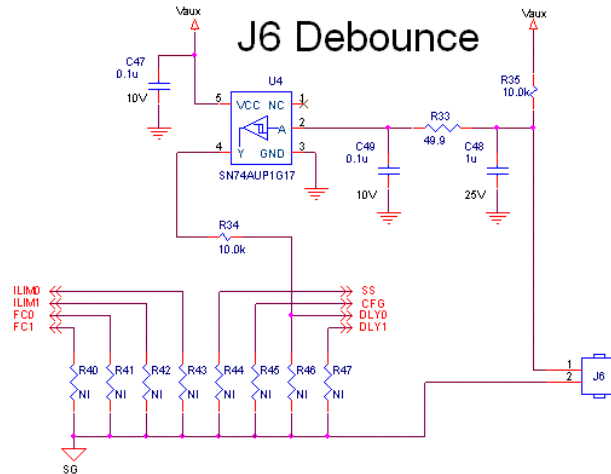 Vaux
Vaux
J6 Debounce
C47
0.1u
10V
U4
5
VCC
NC
1
A
2
4
Y
GND
3
SN74AUP1G17
R35
10.0k
R33
49.9
C49
0.1u
10V
C48
1u
25V
R34
10.0k
ILIM0
ILIM1
FC0
FC1
SS
CFG
DLY0
DLY1
R40
NI
R41
NI
R42
NI
R43
NI
R44
NI
R45
NI
R46
NI
R47
NI
1
2
J6
SG